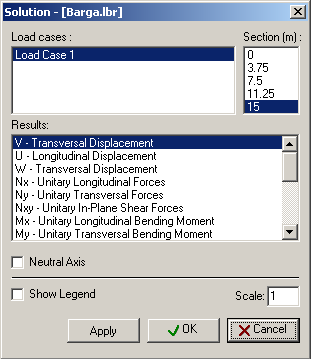 Solution - [Barga.lbr]
Load cases :
Section (m) :
Load Case 1
0
3.75
7.5
11.25
15
Results:
V - Transversal Displacement
U - Longitudinal Displacement
W - Transversal Displacement
Nx - Unitary Longitudinal Forces
Ny - Unitary Transversal Forces
Nxy - Unitary In-Plane Shear Forces
Mx - Unitary Longitudinal Bending Moment
My - Unitary Transversal Bending Moment
Neutral Axis
Show Legend
Scale: 1
Apply
OK
Cancel